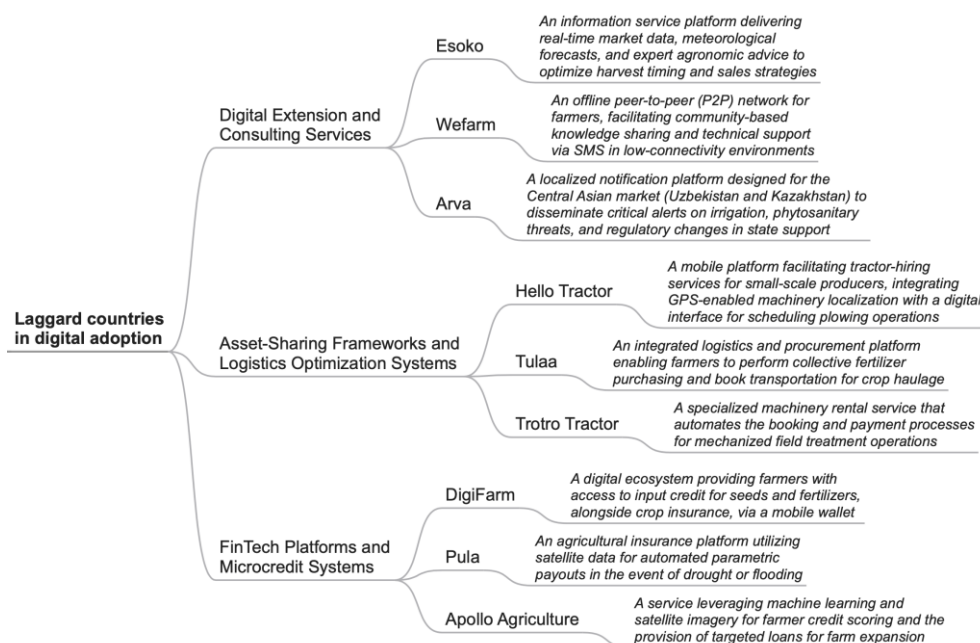 Laggard countries
in digital adoption
Digital Extension and
Consulting Services
Esoko
An information service platform delivering
real-time market data, meteorological
forecasts, and expert agronomic advice to
optimize harvest timing and sales strategies
Wefarm
An offline peer-to-peer (P2P) network for
farmers, facilitating community-based
knowledge sharing and technical support
via SMS in low-connectivity environments
Arva
A localized notification platform designed for the
Central Asian market (Uzbekistan and Kazakhstan) to
disseminate critical alerts on irrigation, phytosanitary
threats, and regulatory changes in state support
Asset-Sharing Frameworks and
Logistics Optimization Systems
Hello Tractor
A mobile platform facilitating tractor-hiring
services for small-scale producers, integrating
GPS-enabled machinery localization with a digital
interface for scheduling plowing operations
Tulaa
An integrated logistics and procurement platform
enabling farmers to perform collective fertilizer
purchasing and book transportation for crop haulage
Trotro Tractor
A specialized machinery rental service that
automates the booking and payment processes
for mechanized field treatment operations
FinTech Platforms and
Microcredit Systems
DigiFarm
A digital ecosystem providing farmers with
access to input credit for seeds and fertilizers,
alongside crop insurance, via a mobile wallet
Pula
An agricultural insurance platform utilizing
satellite data for automated parametric
payouts in the event of drought or flooding
Apollo Agriculture
A service leveraging machine learning and
satellite imagery for farmer credit scoring and the
provision of targeted loans for farm expansion